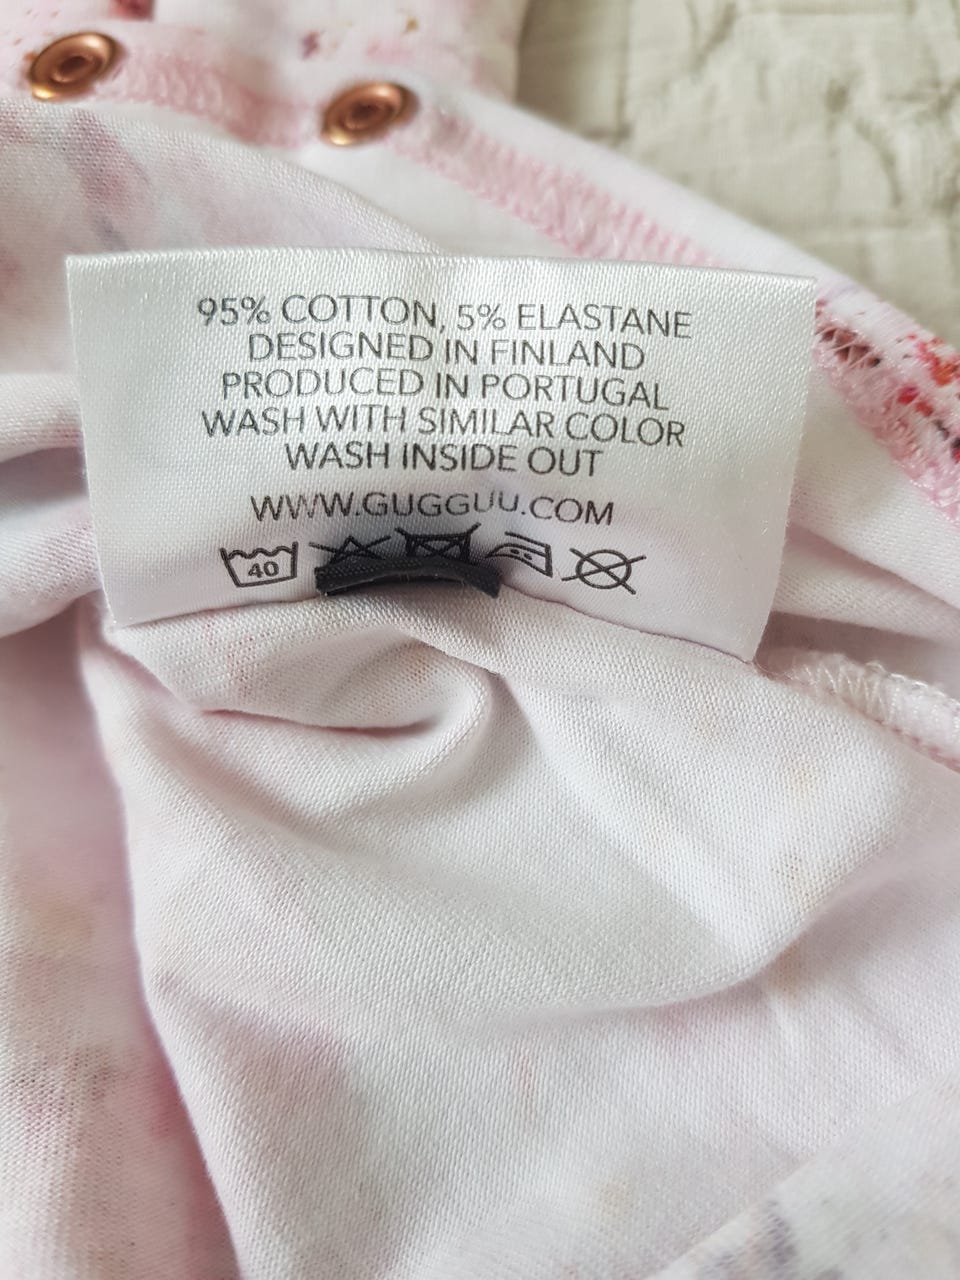 95% COTTON, 5% ELASTANE
DESIGNED IN FINLAND
PRODUCED IN PORTUGAL
WASH WITH SIMILAR COLOR
WASH INSIDE OUT
WWW.GUGGUU.COM
40